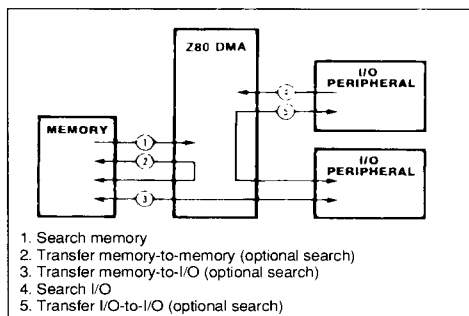 Z80 DMA
I/O
PERIPHERAL
4
5
MEMORY
1
2
I/O
PERIPHERAL
3
1. Search memory
2. Transfer memory-to-memory (optional search)
3. Transfer memory-to-I/O (optional search)
4. Search I/O
5. Transfer I/O-to-I/O (optional search)